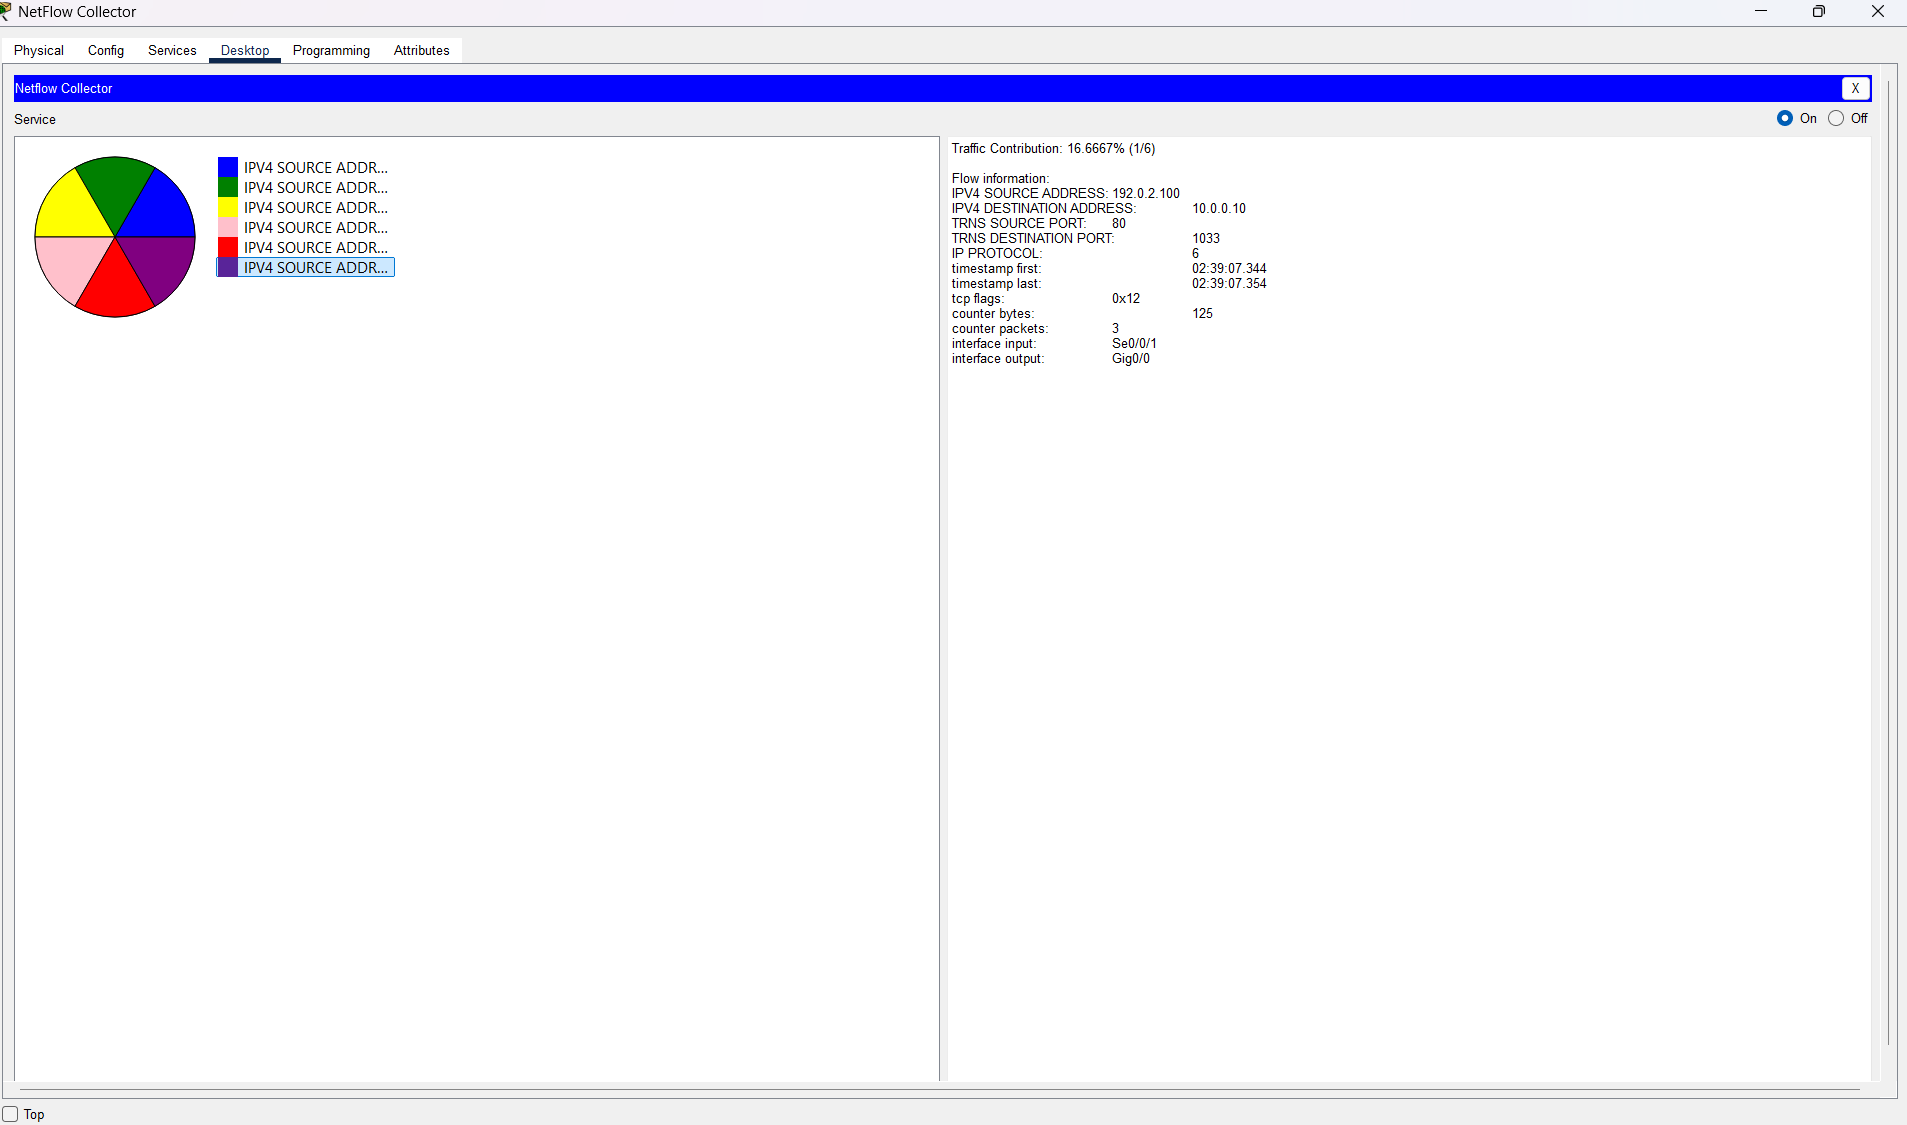 NetFlow Collector
Physical Config Services Desktop Programming Attributes
Netflow Collector X
Service On Off
IPV4 SOURCE ADDR...
IPV4 SOURCE ADDR...
IPV4 SOURCE ADDR...
IPV4 SOURCE ADDR...
IPV4 SOURCE ADDR...
IPV4 SOURCE ADDR...
Traffic Contribution: 16.6667% (1/6)
Flow information:
IPV4 SOURCE ADDRESS: 192.0.2.100
IPV4 DESTINATION ADDRESS: 10.0.0.10
TRNS SOURCE PORT: 80
TRNS DESTINATION PORT: 1033
IP PROTOCOL: 6
timestamp first: 02:39:07.344
timestamp last: 02:39:07.354
tcp flags: 0x12
counter bytes: 125
counter packets: 3
interface input: Se0/0/1
interface output: Gig0/0
Top